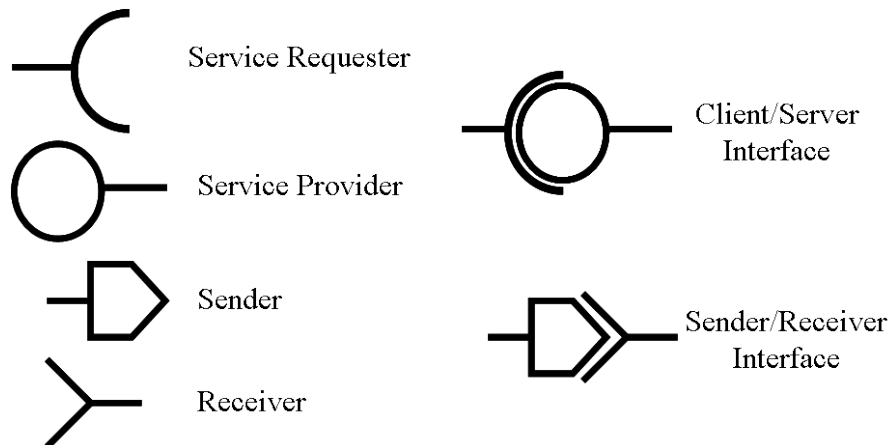 Service Requester
Service Provider
Sender
Receiver
Client/Server
Interface
Sender/Receiver
Interface